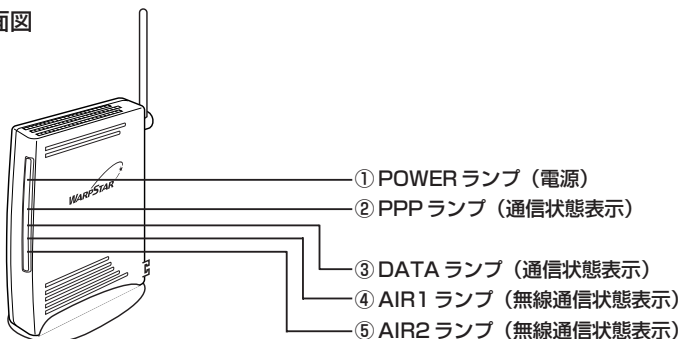 面図
WARPSTAR
① POWER ランプ（電源）
② PPP ランプ（通信状態表示）
③ DATA ランプ（通信状態表示）
④ AIR1 ランプ（無線通信状態表示）
⑤ AIR2 ランプ（無線通信状態表示）